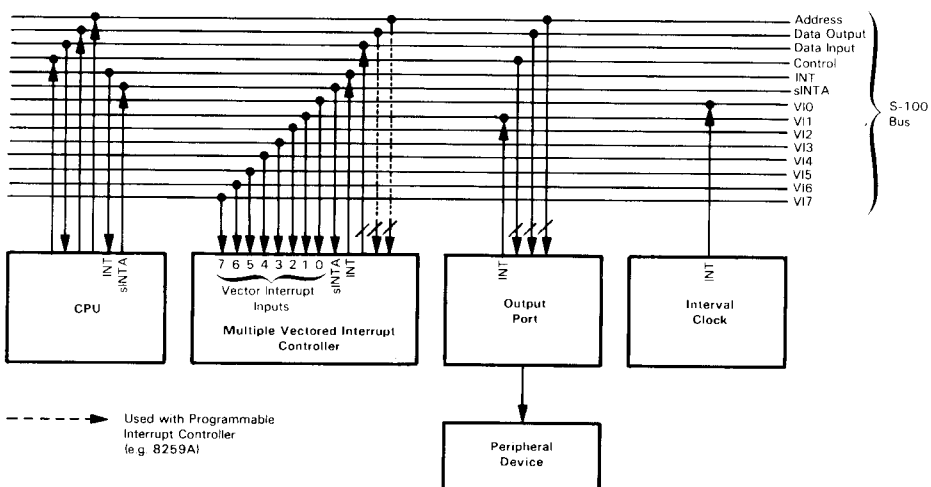 Address
Data Output
Data Input
Control
INT
sINTA
VI0
VI1
VI2
VI3
VI4
VI5
VI6
VI7
S-100
Bus
INT
sINTA
CPU
7 6 5 4 3 2 1 0
sINTA
INT
Vector Interrupt
Inputs
Multiple Vectored Interrupt
Controller
INT
Output
Port
INT
Interval
Clock
Used with Programmable
Interrupt Controller
(e.g. 8259A)
Peripheral
Device